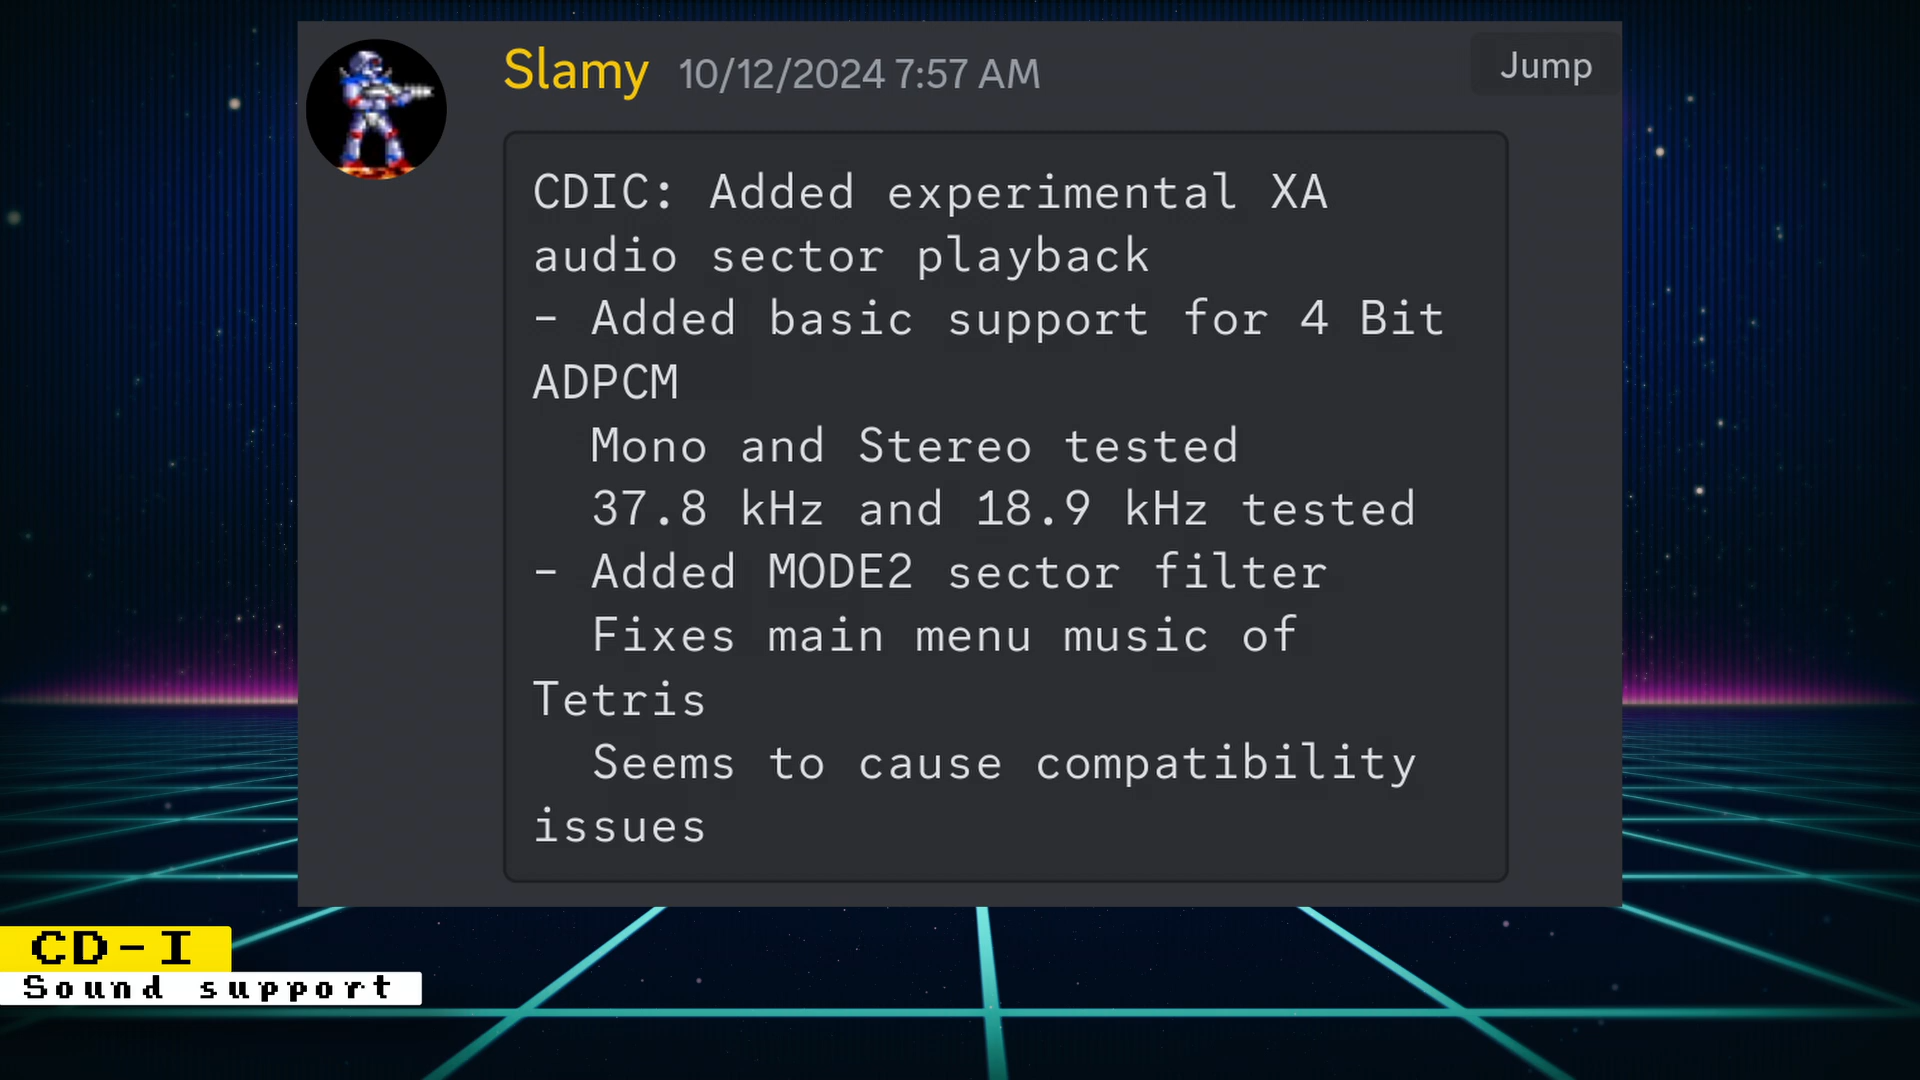 Slamy 10/12/2024 7:57 AM
Jump
CDIC: Added experimental XA
audio sector playback
- Added basic support for 4 Bit
ADPCM
Mono and Stereo tested
37.8 kHz and 18.9 kHz tested
- Added MODE2 sector filter
Fixes main menu music of
Tetris
Seems to cause compatibility
issues
CD-I
Sound support